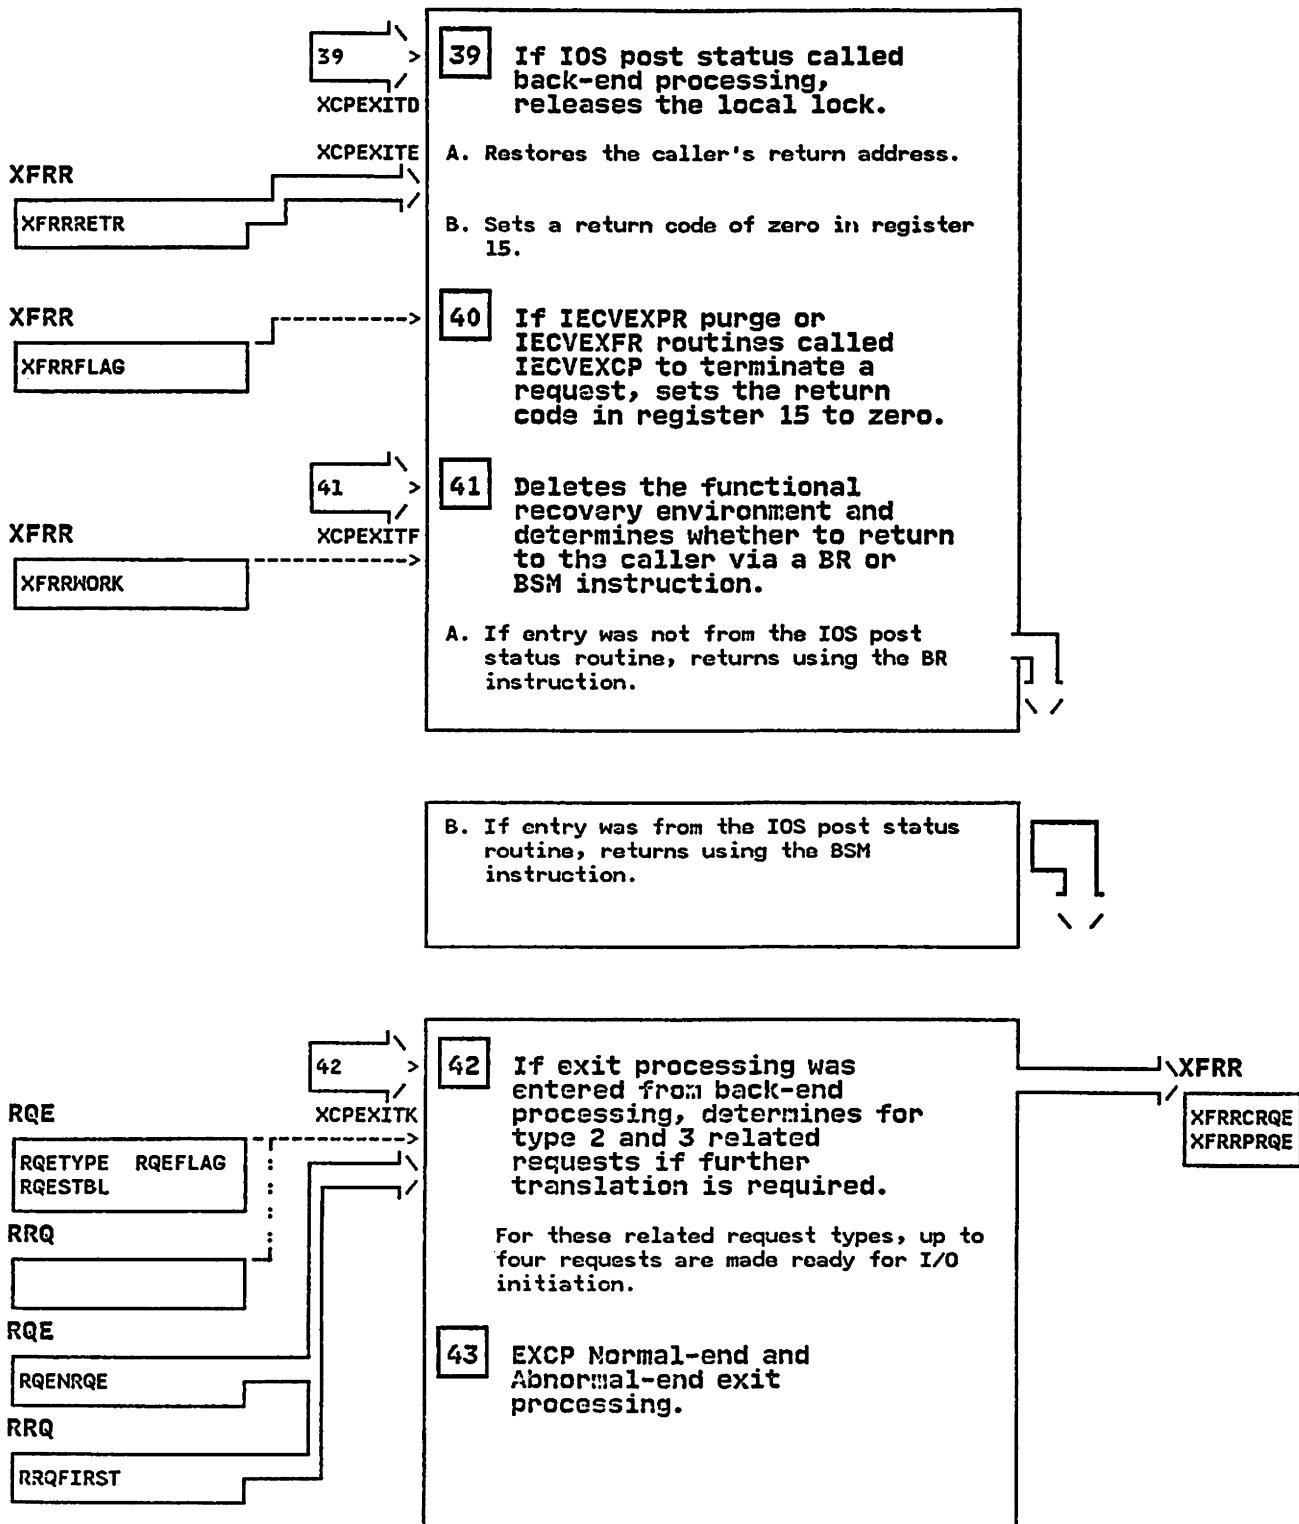 39
XCPEXITD
39 If IOS post status called
back-end processing,
releases the local lock.
XCPEXITE
A. Restores the caller's return address.
XFRR
XFRRRETR
B. Sets a return code of zero in register
15.
XFRR
XFRRFLAG
40 If IECVEXPR purge or
IECVEXFR routines called
IECVEXCP to terminate a
request, sets the return
code in register 15 to zero.
41
XCPEXITF
XFRR
XFRRWORK
41 Deletes the functional
recovery environment and
determines whether to return
to the caller via a BR or
BSM instruction.
A. If entry was not from the IOS post
status routine, returns using the BR
instruction.
B. If entry was from the IOS post status
routine, returns using the BSM
instruction.
42
XCPEXITK
42 If exit processing was
entered from back-end
processing, determines for
type 2 and 3 related
requests if further
translation is required.
XFRR
XFRRCRQE
XFRRPRQE
RQE
RQETYPE RQEFLAG
RQESTBL
RRQ
For these related request types, up to
four requests are made ready for I/O
initiation.
RQE
RQENRQE
RRQ
RRQFIRST
43 EXCP Normal-end and
Abnormal-end exit
processing.